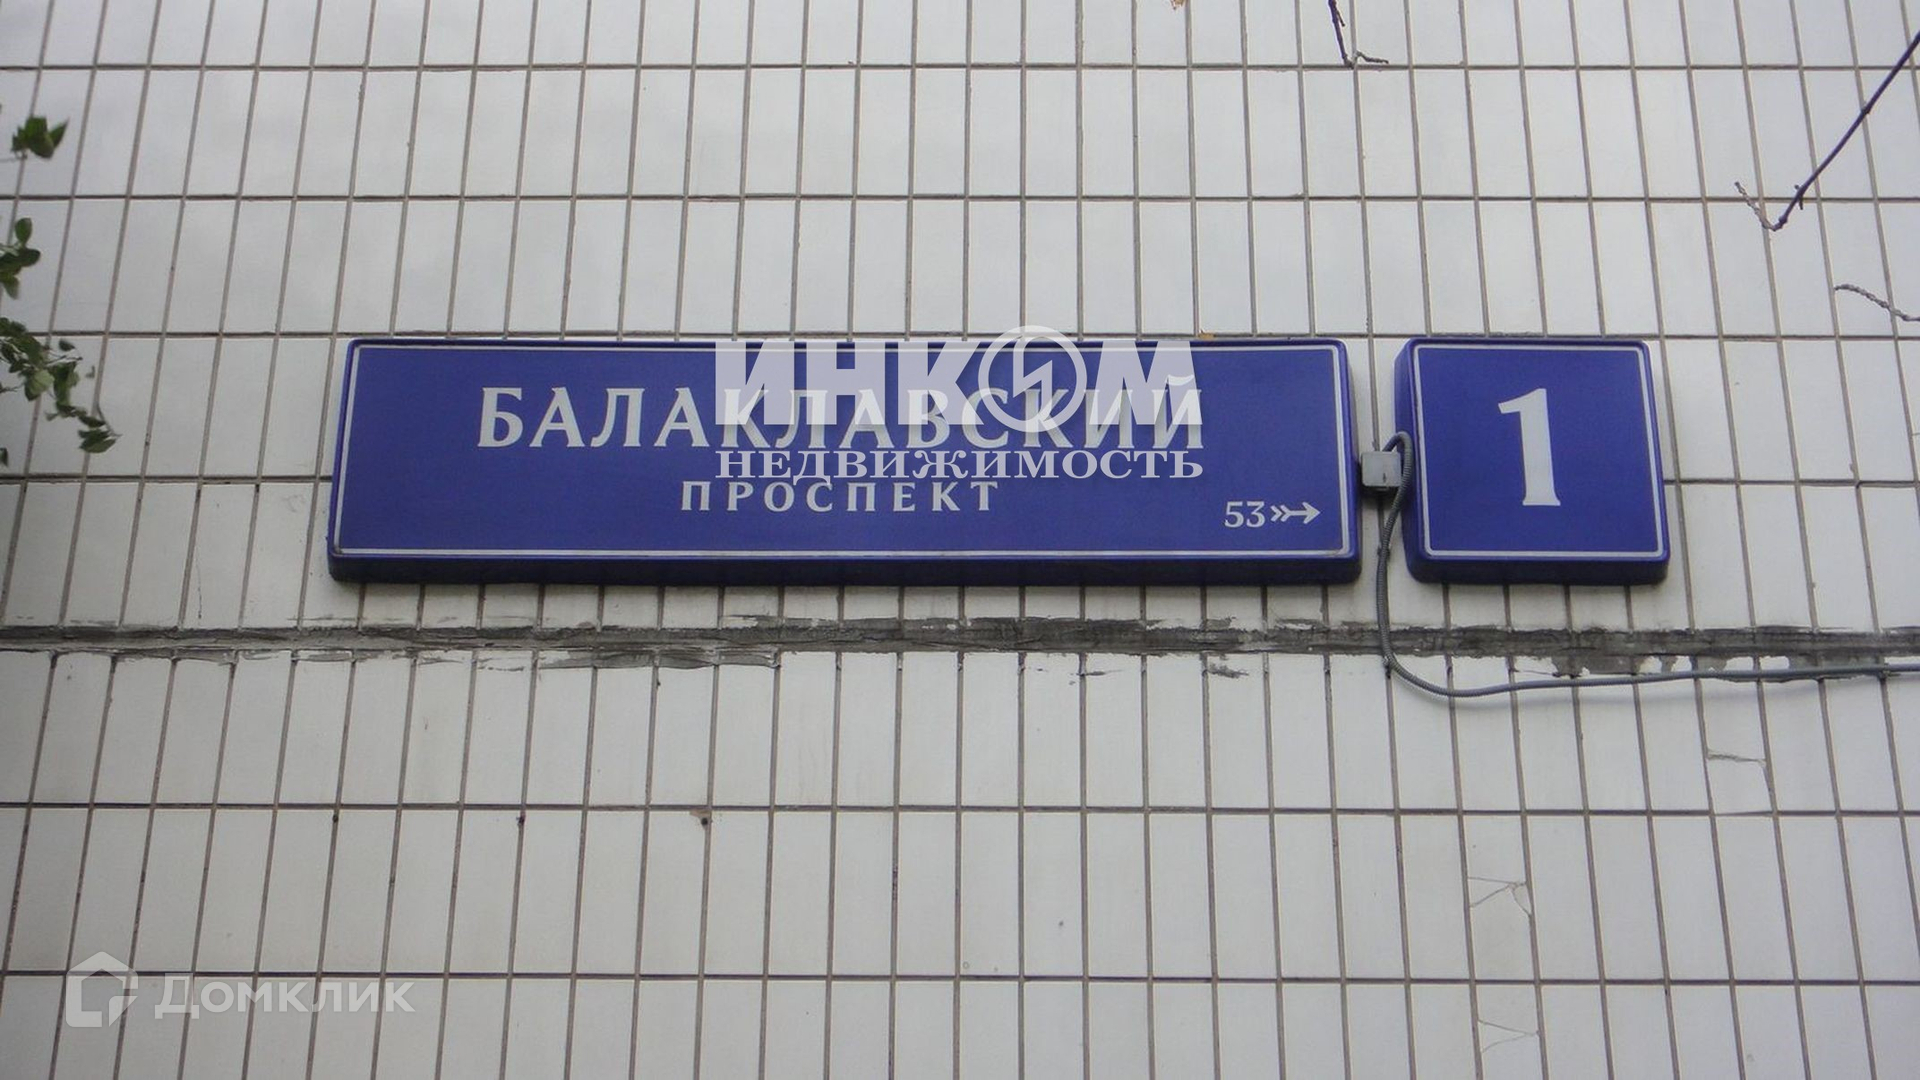 ИНКОМ
БАЛАКЛАВСКИЙ
НЕДВИЖИМОСТЬ
ПРОСПЕКТ
53
1
Домклик